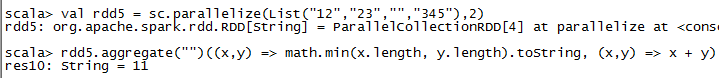 scala> val rdd5 = sc.parallelize(List("12","23","","345"),2)
rdd5: org.apache.spark.rdd.RDD[String] = ParallelCollectionRDD[4] at parallelize at <conso
scala> rdd5.aggregate("")((x,y) => math.min(x.length, y.length).toString, (x,y) => x + y)
res10: String = 11